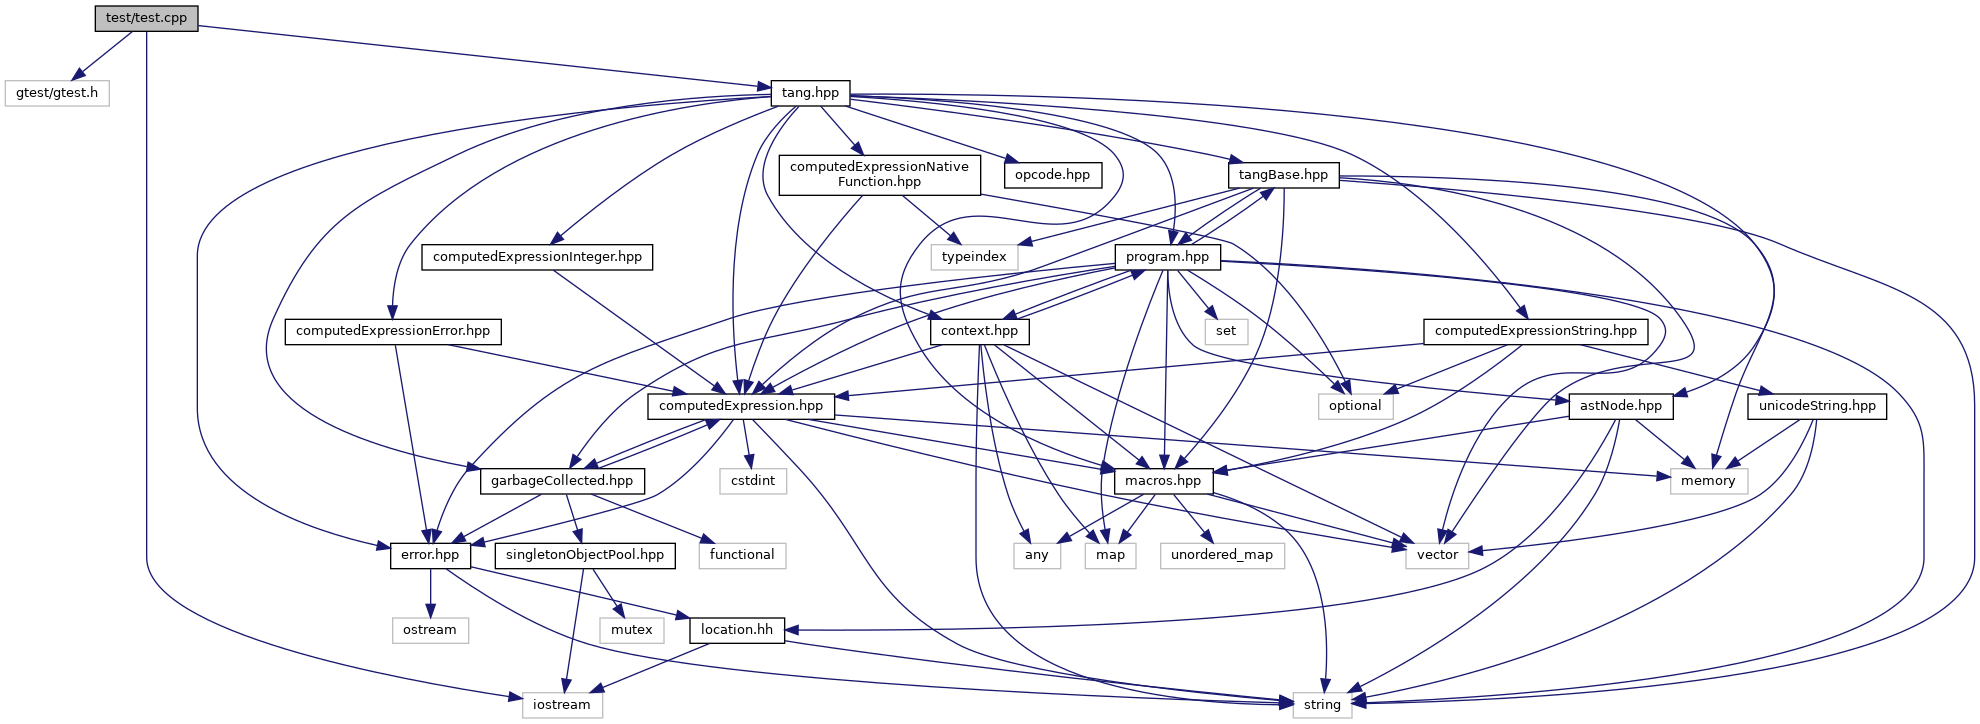 test/test.cpp
gtest/gtest.h
tang.hpp
computedExpressionNative
Function.hpp
opcode.hpp
tangBase.hpp
computedExpressionInteger.hpp
typeindex
program.hpp
computedExpressionError.hpp
context.hpp
set
computedExpressionString.hpp
computedExpression.hpp
optional
astNode.hpp
unicodeString.hpp
garbageCollected.hpp
cstdint
macros.hpp
memory
error.hpp
singletonObjectPool.hpp
functional
any
map
unordered_map
vector
ostream
mutex
location.hh
iostream
string